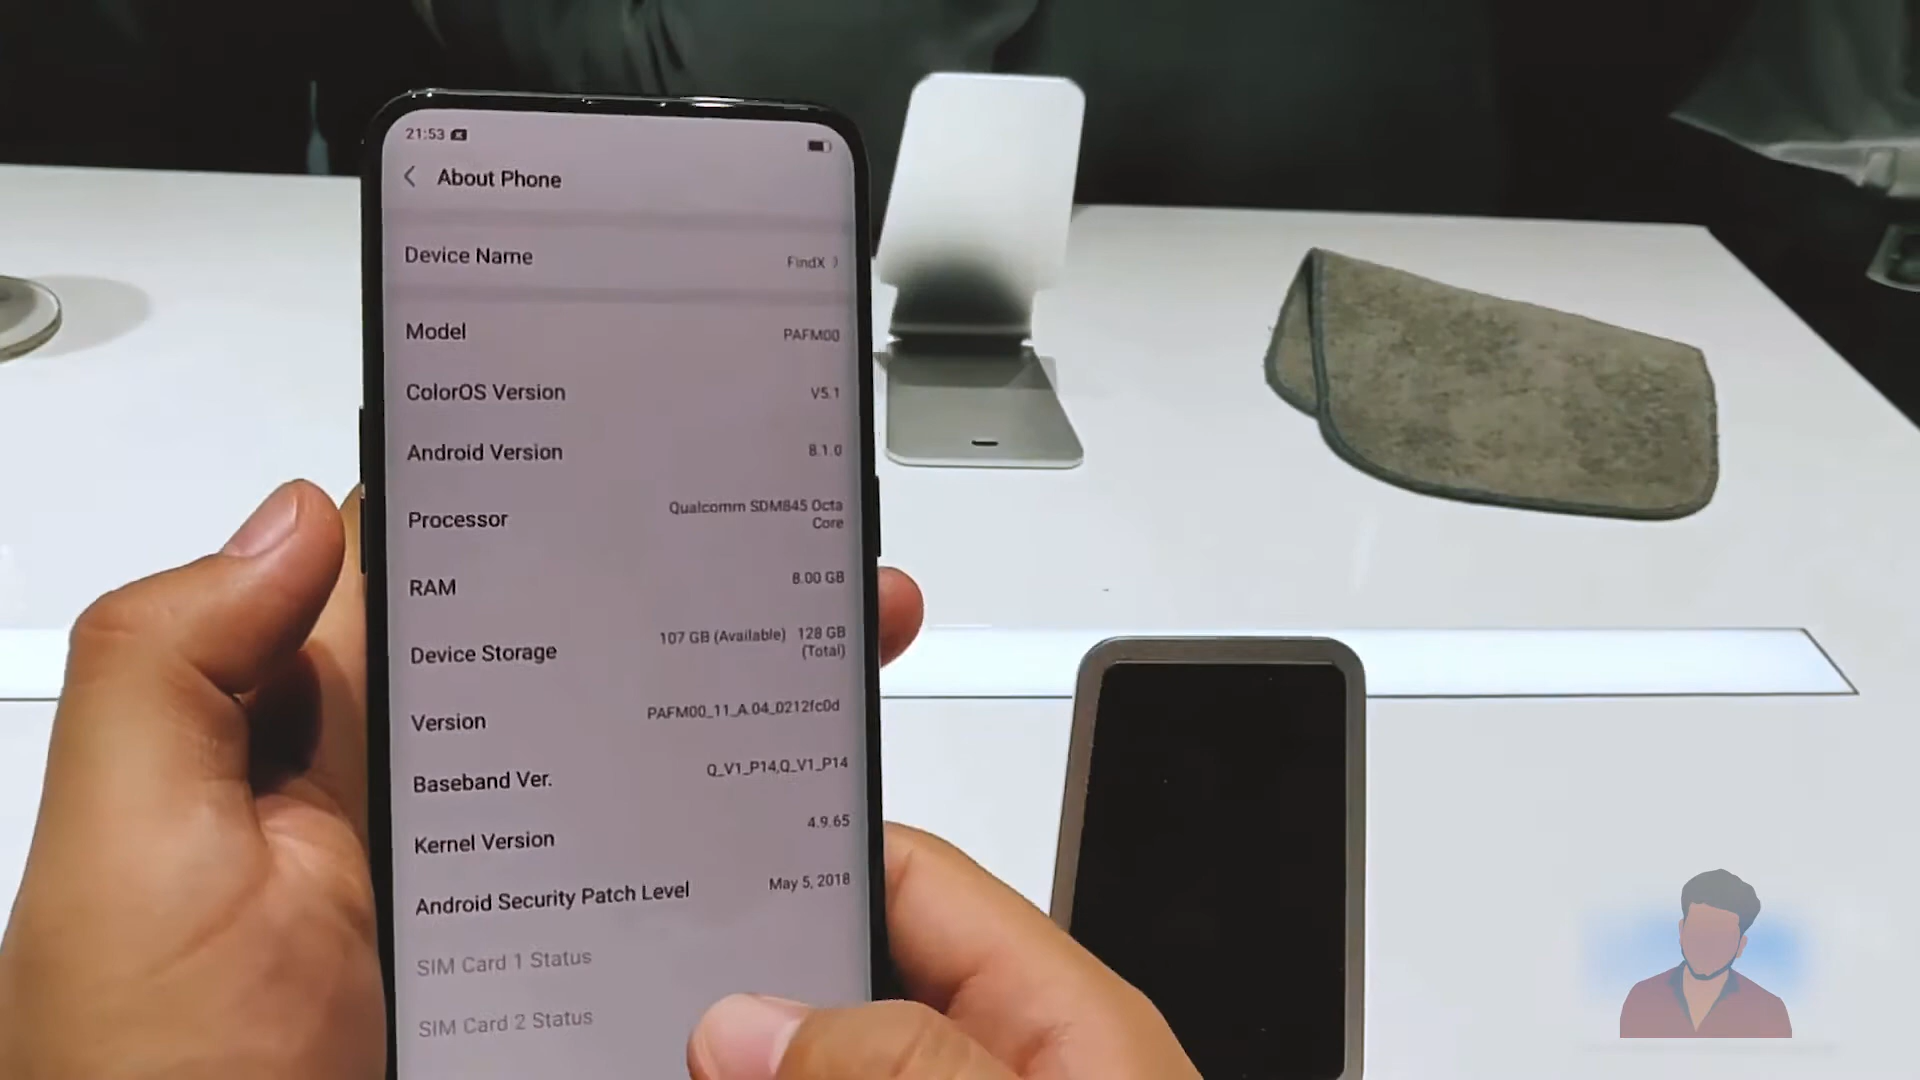 21:53
About Phone
Device Name FindX
Model PAFM00
ColorOS Version V5.1
Android Version 8.1.0
Processor Qualcomm SDM845 Octa
Core
RAM 8.00 GB
Device Storage 107 GB (Available) 128 GB
(Total)
Version PAFM00_11_A.04_0212fc0d
Baseband Ver. Q_V1_P14,Q_V1_P14
Kernel Version 4.9.65
Android Security Patch Level May 5, 2018
SIM Card 1 Status
SIM Card 2 Status